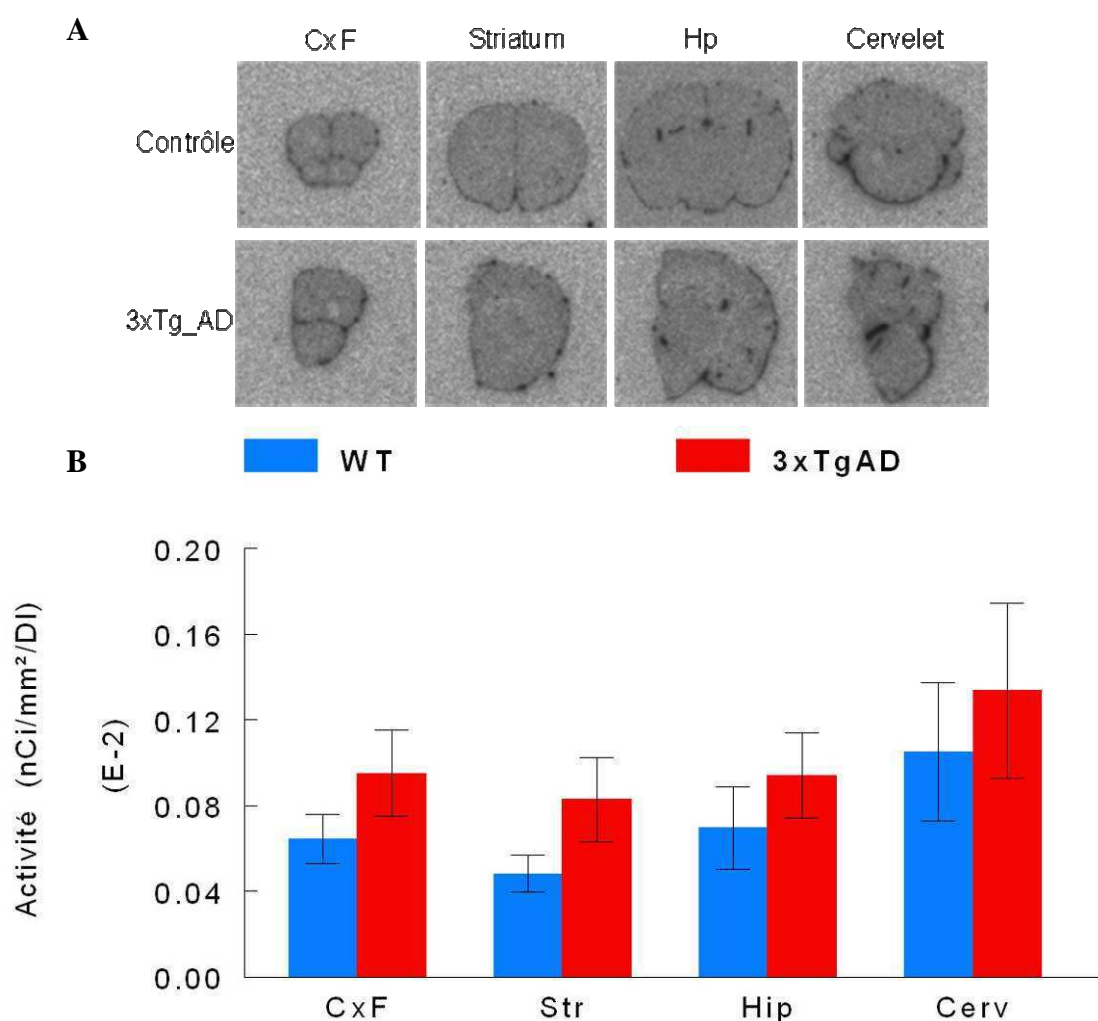 A
CxF Striatum Hp Cervelet
Contrôle
3xTg_AD
B
WT 3xTgAD
Activité (nCi/mm²/DI)
(E-2)
0.20
0.16
0.12
0.08
0.04
0.00
CxF Str Hip Cerv